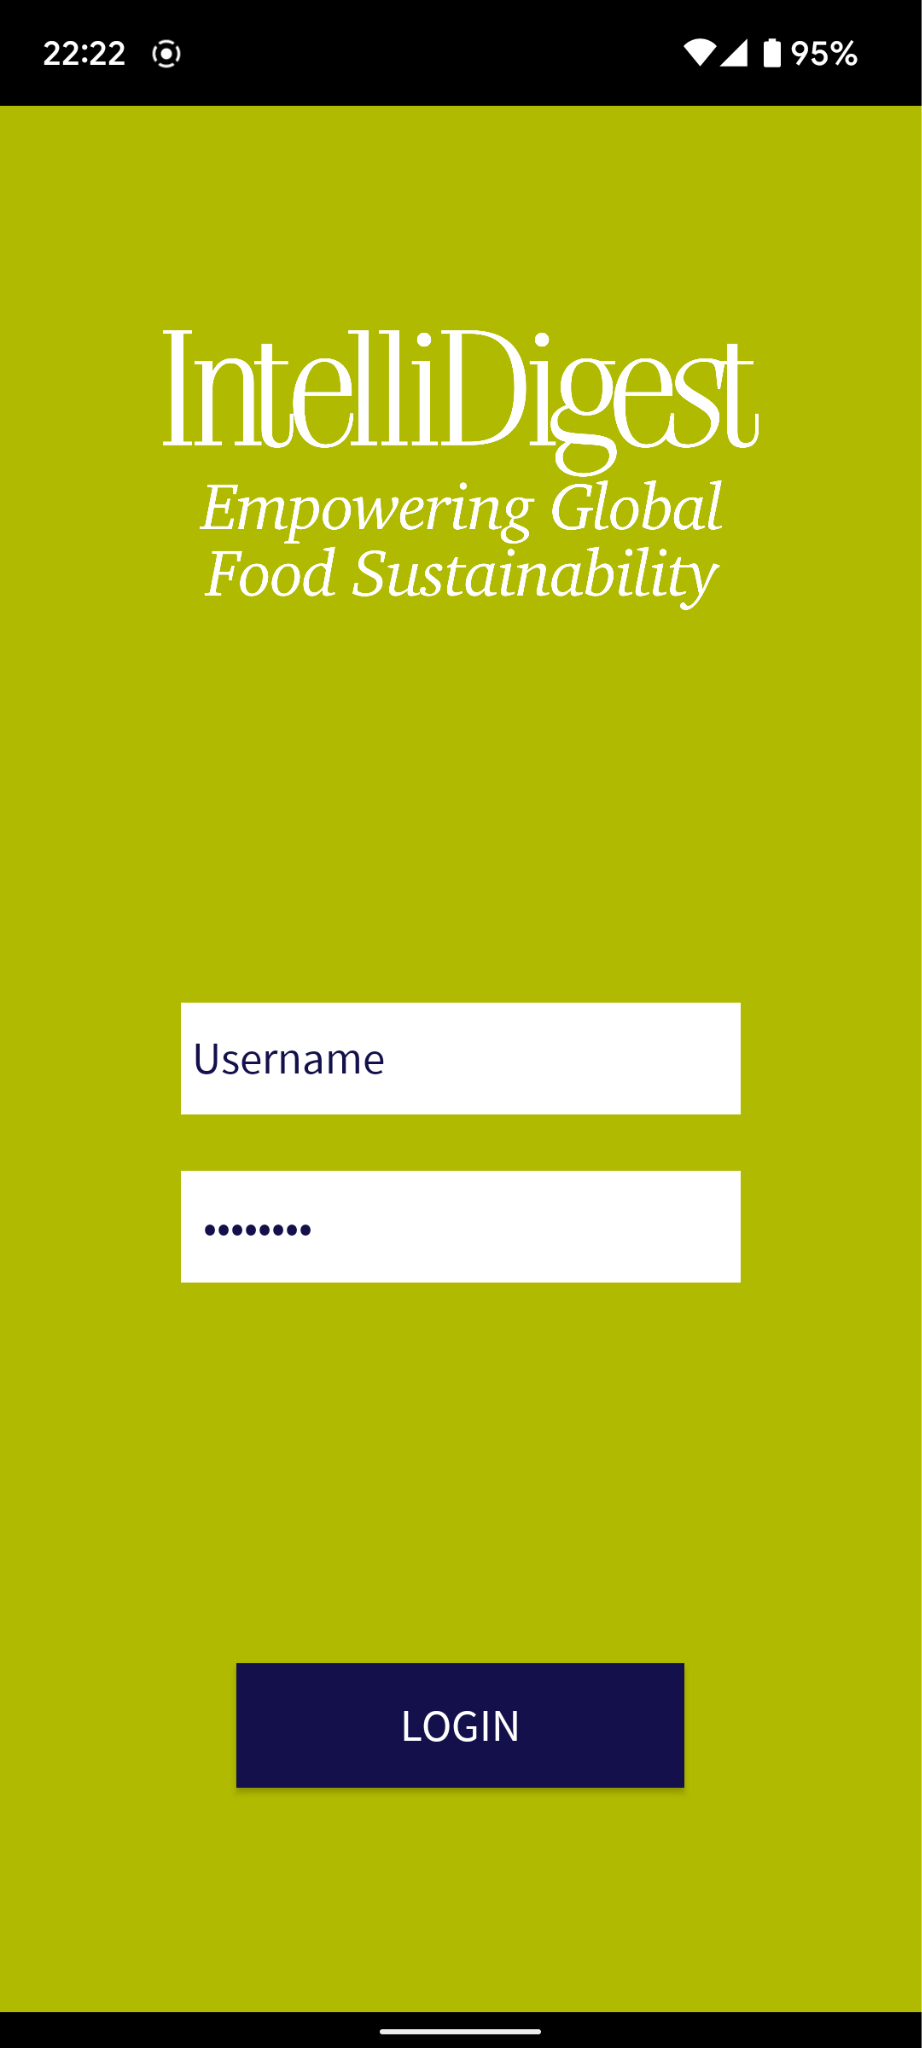 22:22 95%
IntelliDigest
Empowering Global
Food Sustainability
Username
••••••••
LOGIN